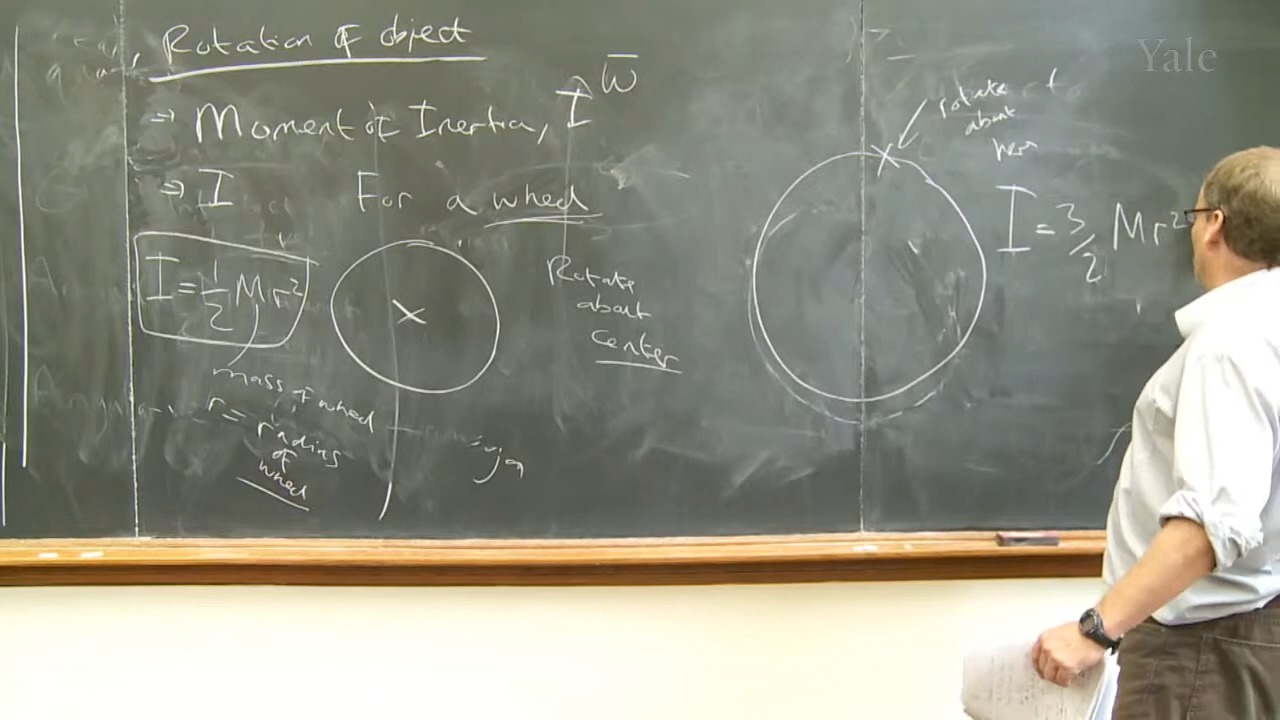 Rotation of object
⇒ Moment of Inertia, I ω̅
⇒ I For a wheel
I = 1/2 Mr²
mass of wheel
r = radius
of
wheel
Rotate
about
center
rotate
about
here
I = 3/2 Mr²
Yale